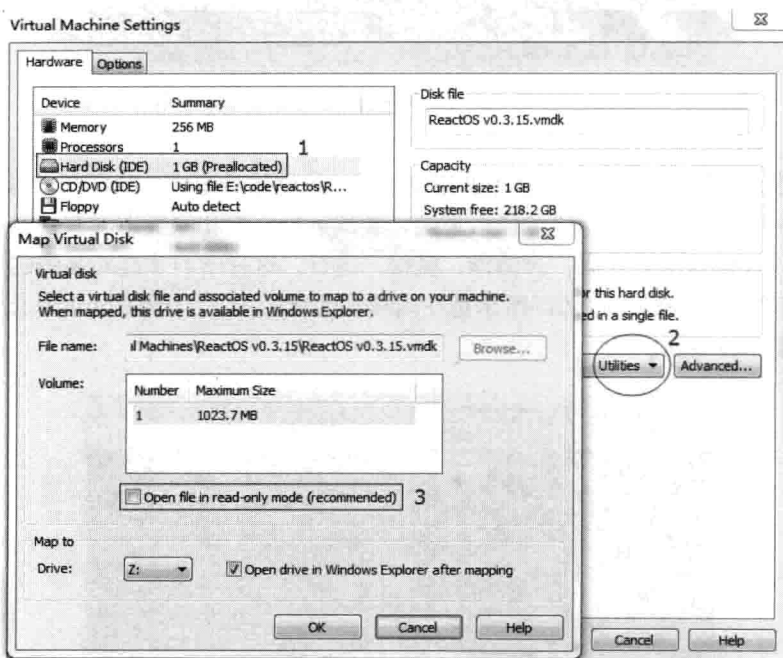 Virtual Machine Settings
Hardware Options
Device Summary
Memory 256 MB
Processors 1
1
Hard Disk (IDE) 1 GB (Preallocated)
CD/DVD (IDE) Using file E:\code\reactos\R...
Floppy Auto detect
Disk file
ReactOS v0.3.15.vmdk
Capacity
Current size: 1 GB
System free: 218.2 GB
or this hard disk.
ed in a single file.
2
Utilities Advanced...
Map Virtual Disk
Virtual disk
Select a virtual disk file and associated volume to map to a drive on your machine.
When mapped, this drive is available in Windows Explorer.
File name: il Machines\ReactOS v0.3.15\ReactOS v0.3.15.vmdk Browse...
Volume:
Number Maximum Size
1 1023.7 MB
Open file in read-only mode (recommended) 3
Map to
Drive: Z: Open drive in Windows Explorer after mapping
OK Cancel Help
Cancel Help